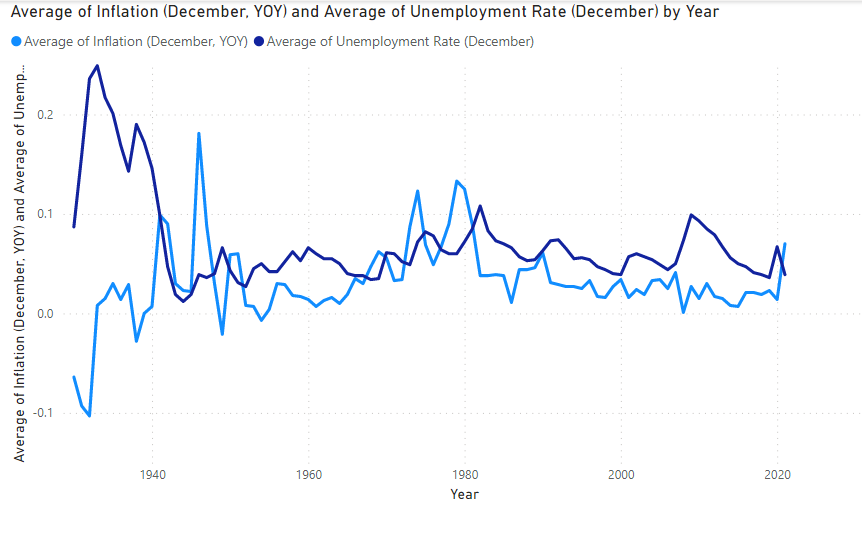 Average of Inflation (December, YOY) and Average of Unemployment Rate (December) by Year
Average of Inflation (December, YOY) Average of Unemployment Rate (December)
Average of Inflation (December, YOY) and Average of Unemp...
0.2
0.1
0.0
-0.1
1940 1960 1980 2000 2020
Year